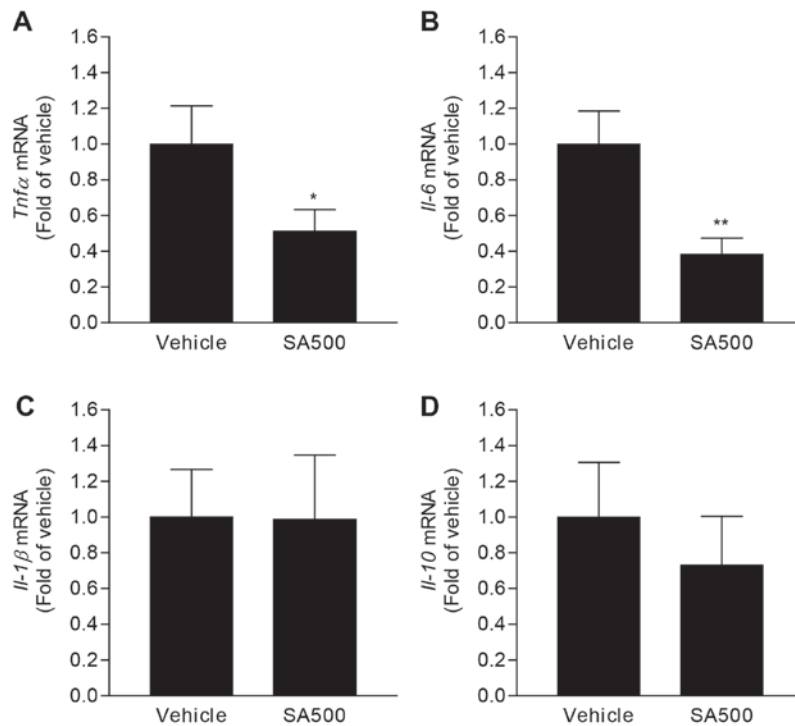 A
Tnfα mRNA
(Fold of vehicle)
1.6
1.4
1.2
1.0
0.8
0.6
0.4
0.2
0.0
*
Vehicle SA500
B
Il-6 mRNA
(Fold of vehicle)
1.6
1.4
1.2
1.0
0.8
0.6
0.4
0.2
0.0
**
Vehicle SA500
C
Il-1β mRNA
(Fold of vehicle)
1.6
1.4
1.2
1.0
0.8
0.6
0.4
0.2
0.0
Vehicle SA500
D
Il-10 mRNA
(Fold of vehicle)
1.6
1.4
1.2
1.0
0.8
0.6
0.4
0.2
0.0
Vehicle SA500